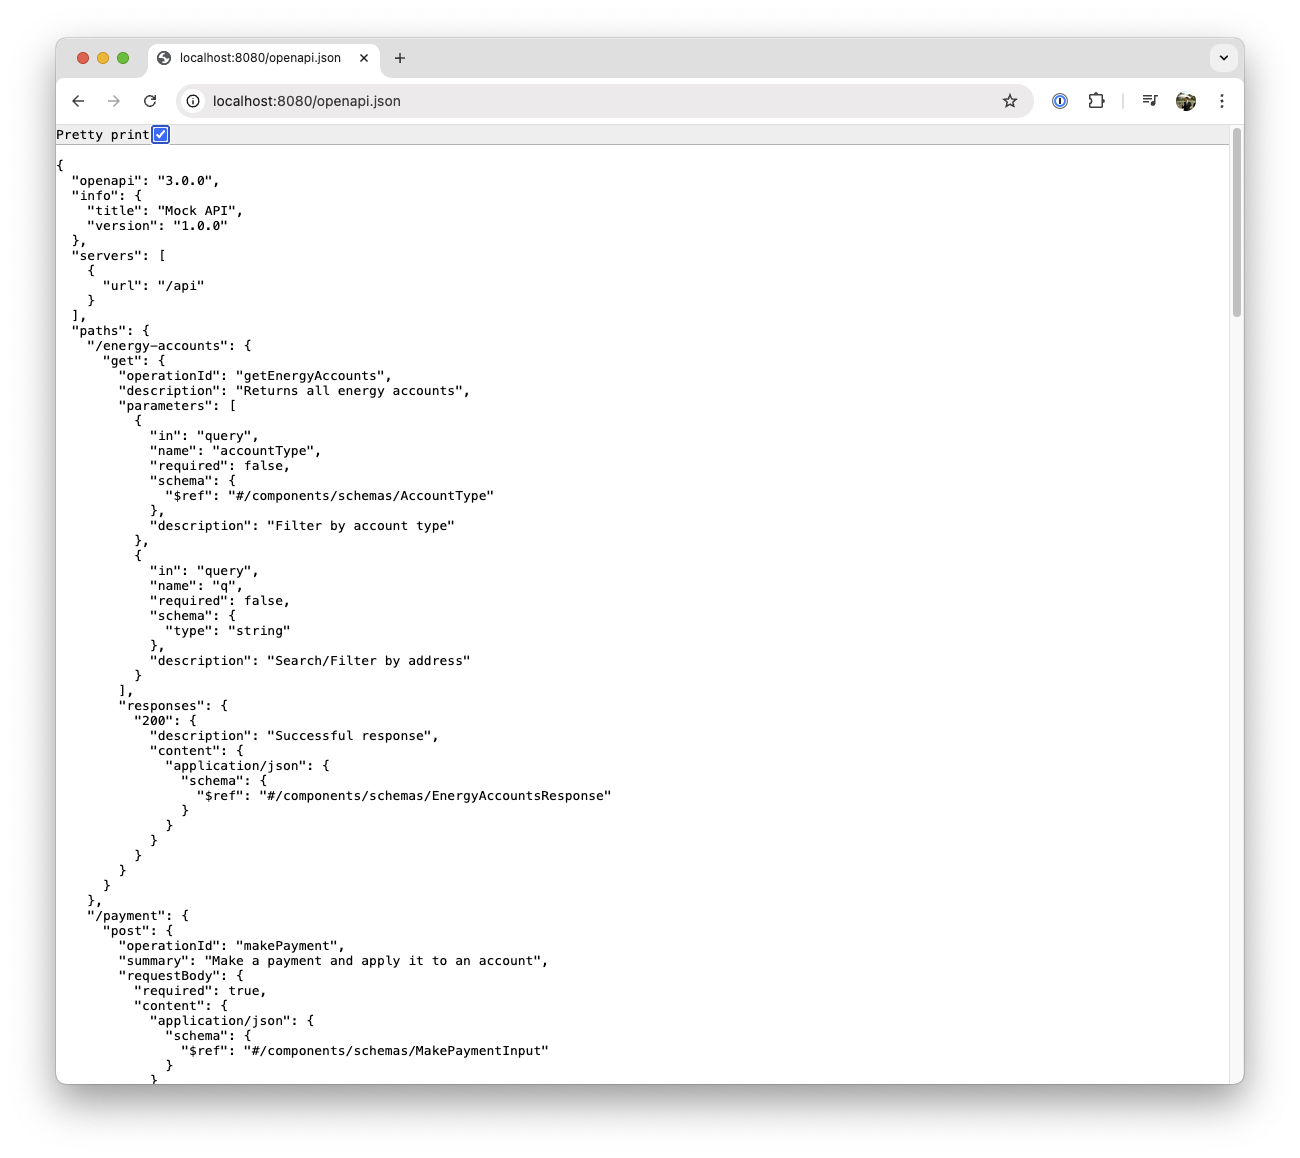 localhost:8080/openapi.json
localhost:8080/openapi.json
Pretty print
{
  "openapi": "3.0.0",
  "info": {
    "title": "Mock API",
    "version": "1.0.0"
  },
  "servers": [
    {
      "url": "/api"
    }
  ],
  "paths": {
    "/energy-accounts": {
      "get": {
        "operationId": "getEnergyAccounts",
        "description": "Returns all energy accounts",
        "parameters": [
          {
            "in": "query",
            "name": "accountType",
            "required": false,
            "schema": {
              "$ref": "#/components/schemas/AccountType"
            },
            "description": "Filter by account type"
          },
          {
            "in": "query",
            "name": "q",
            "required": false,
            "schema": {
              "type": "string"
            },
            "description": "Search/Filter by address"
          }
        ],
        "responses": {
          "200": {
            "description": "Successful response",
            "content": {
              "application/json": {
                "schema": {
                  "$ref": "#/components/schemas/EnergyAccountsResponse"
                }
              }
            }
          }
        }
      }
    },
    "/payment": {
      "post": {
        "operationId": "makePayment",
        "summary": "Make a payment and apply it to an account",
        "requestBody": {
          "required": true,
          "content": {
            "application/json": {
              "schema": {
                "$ref": "#/components/schemas/MakePaymentInput"
              }
            }